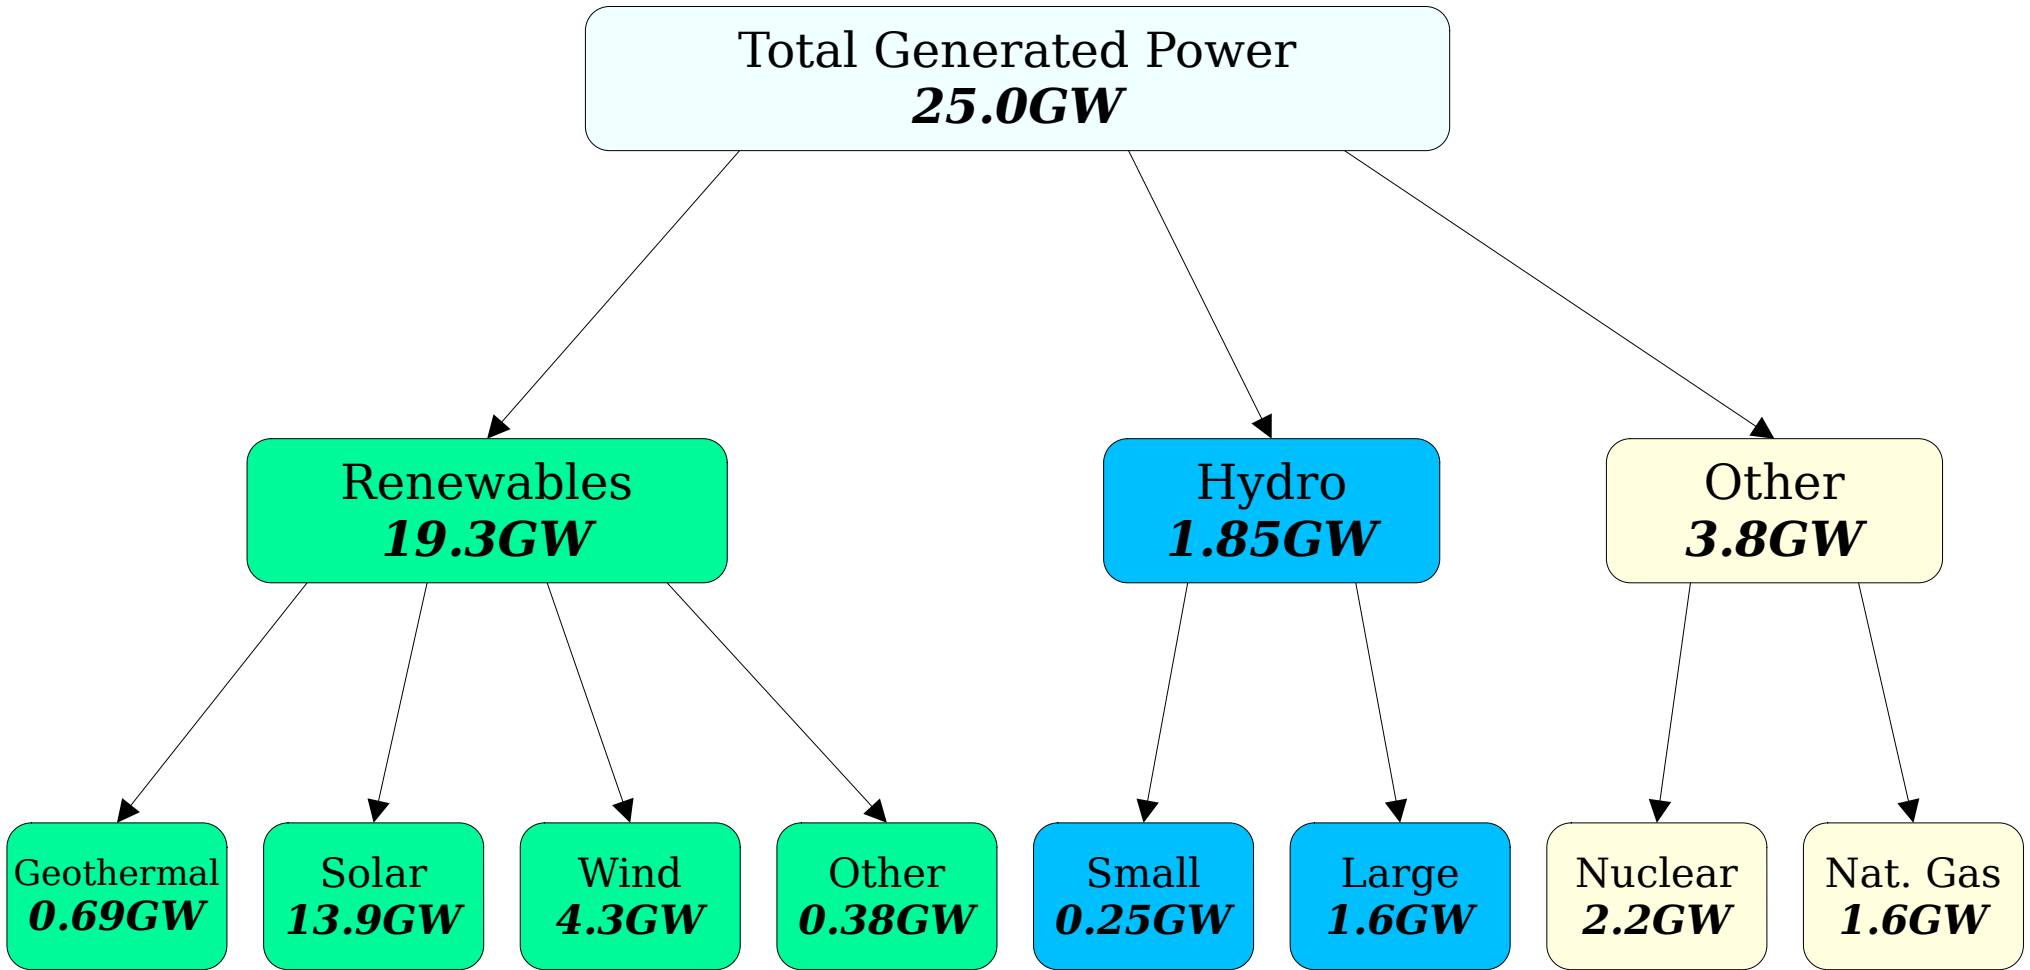 Total Generated Power
25.0GW
Renewables
19.3GW
Hydro
1.85GW
Other
3.8GW
Geothermal
0.69GW
Solar
13.9GW
Wind
4.3GW
Other
0.38GW
Small
0.25GW
Large
1.6GW
Nuclear
2.2GW
Nat. Gas
1.6GW